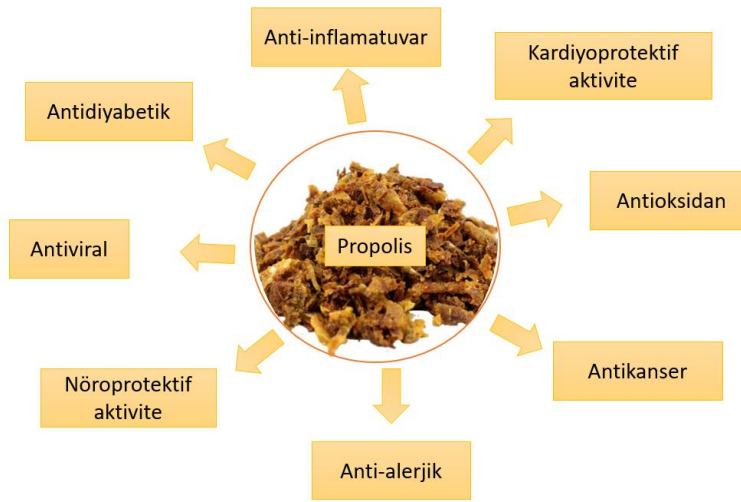 Anti-inflamatuvar
Kardiyoprotektif
aktivite
Antidiyabetik
Antioksidan
Propolis
Antiviral
Antikanser
Nöroprotektif
aktivite
Anti-alerjik